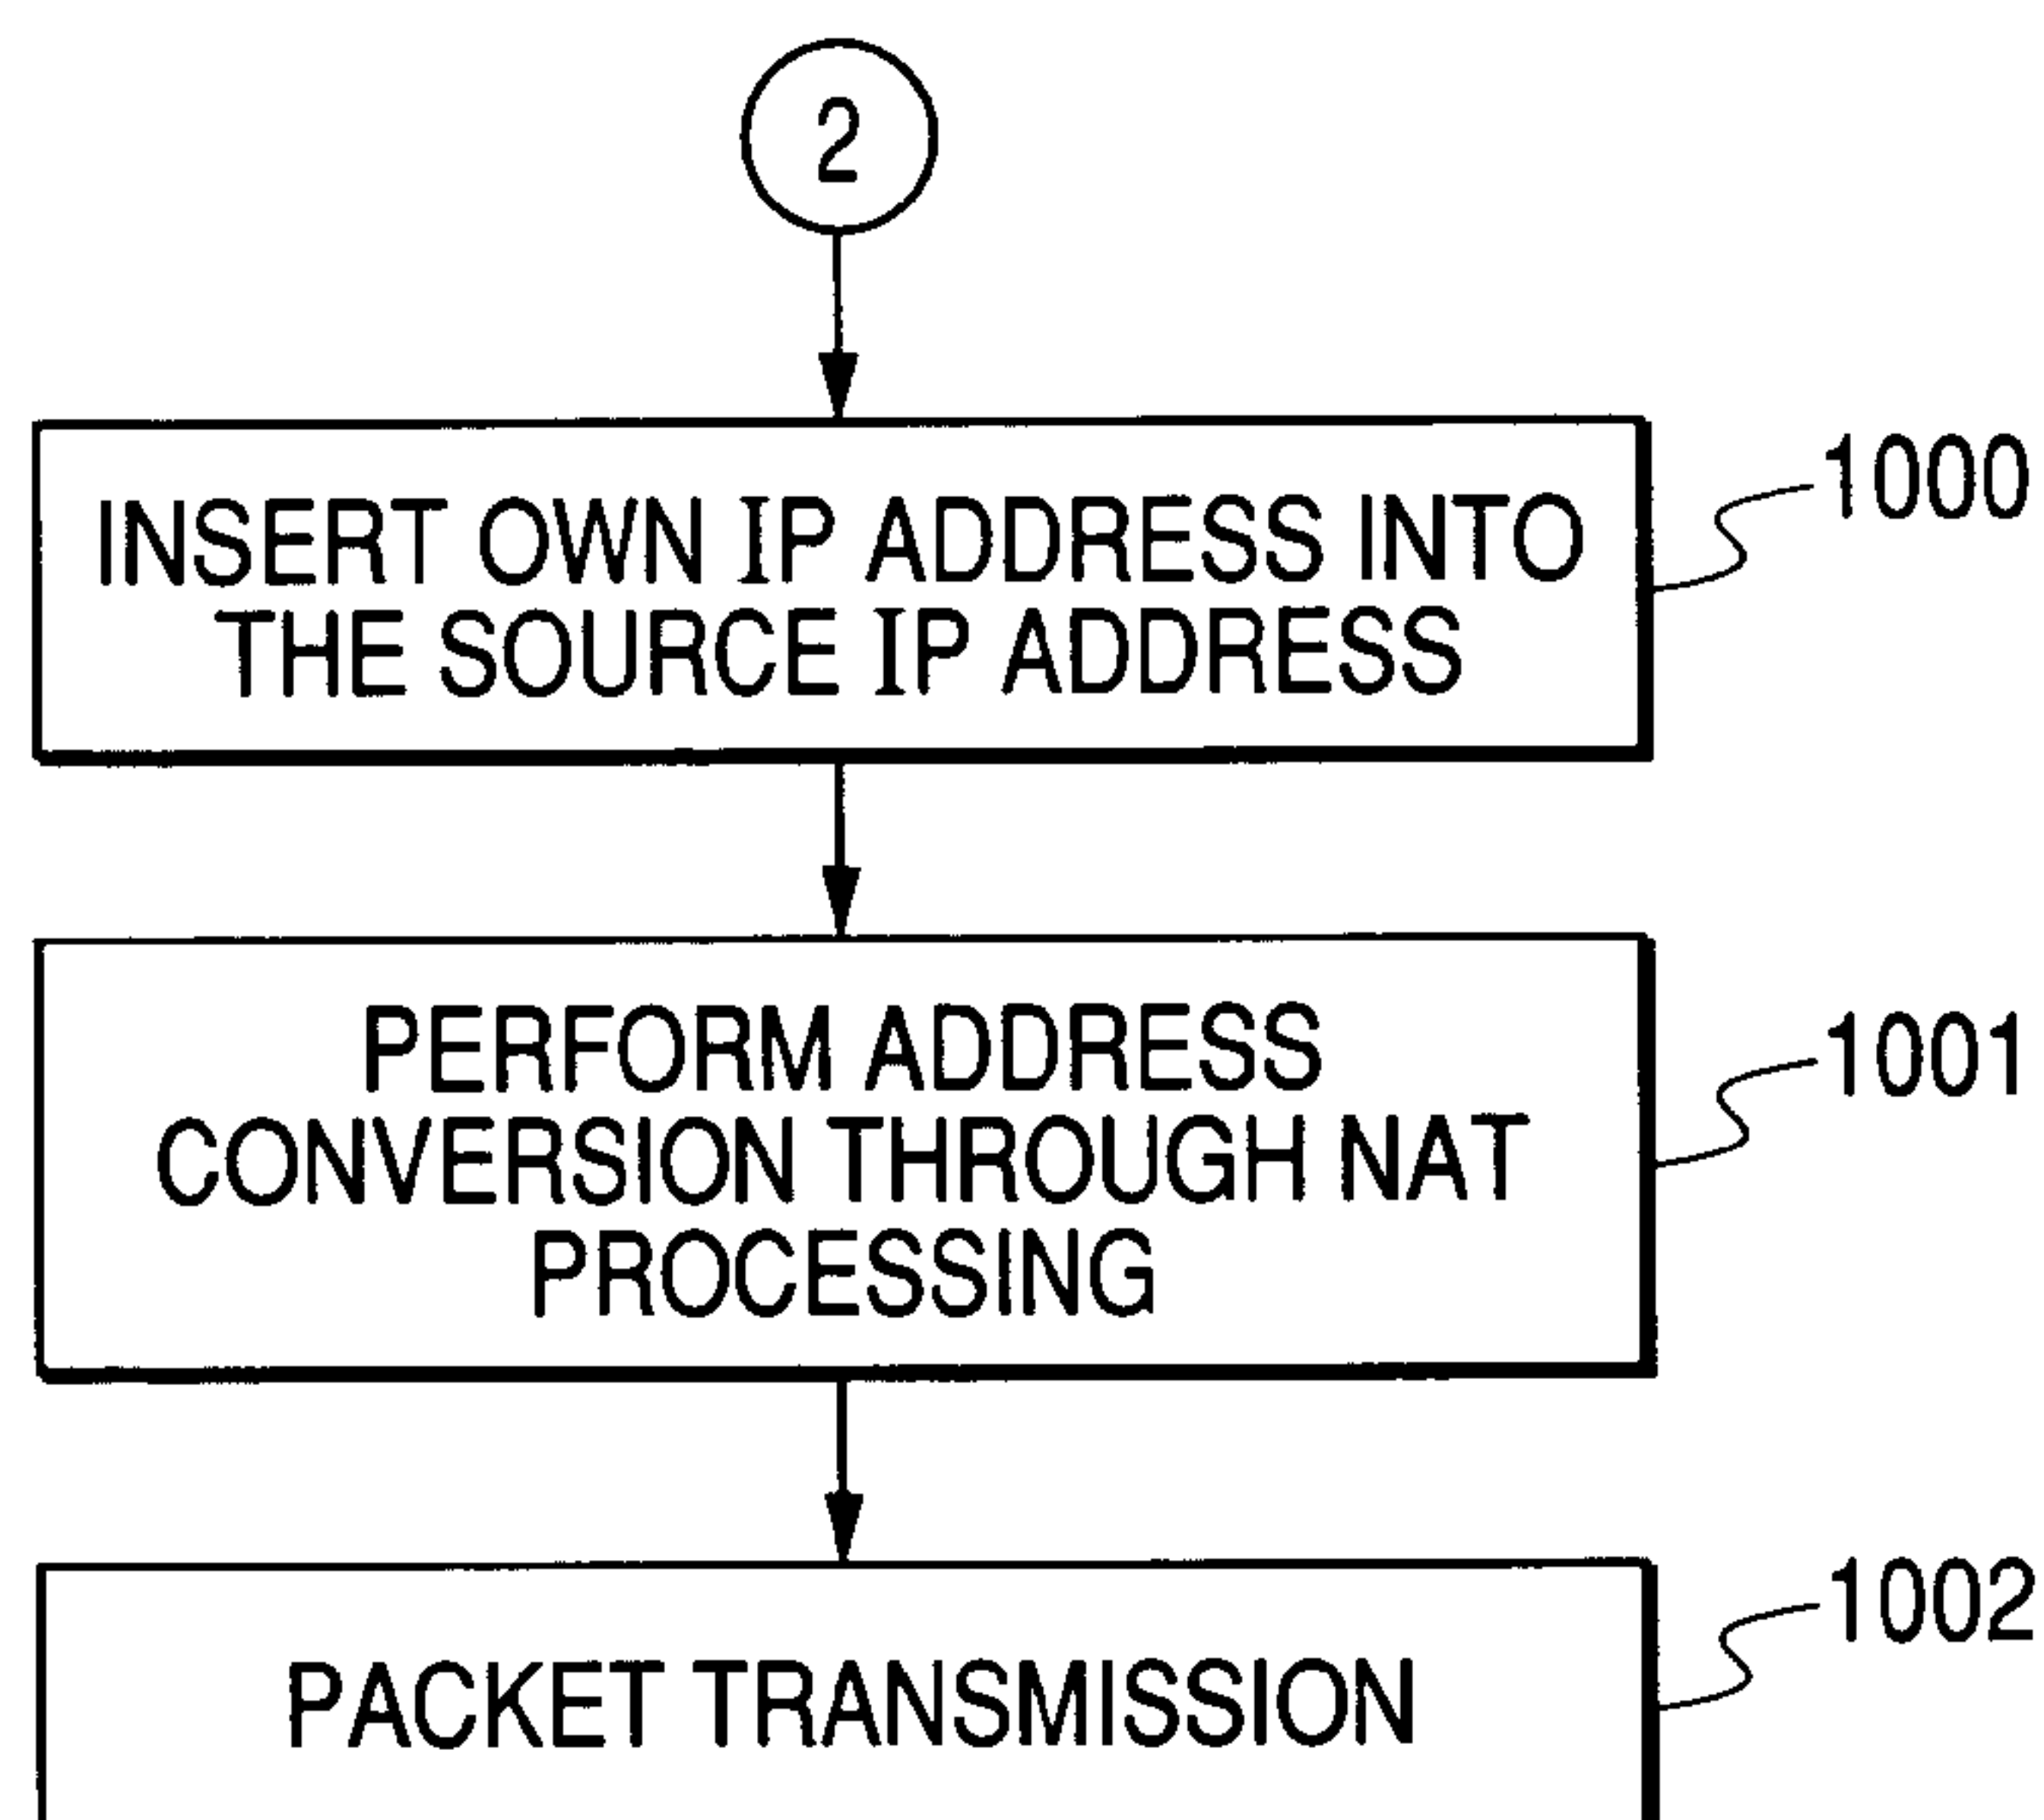 2
INSERT OWN IP ADDRESS INTO
THE SOURCE IP ADDRESS
1000
PERFORM ADDRESS
CONVERSION THROUGH NAT
PROCESSING
1001
PACKET TRANSMISSION
1002